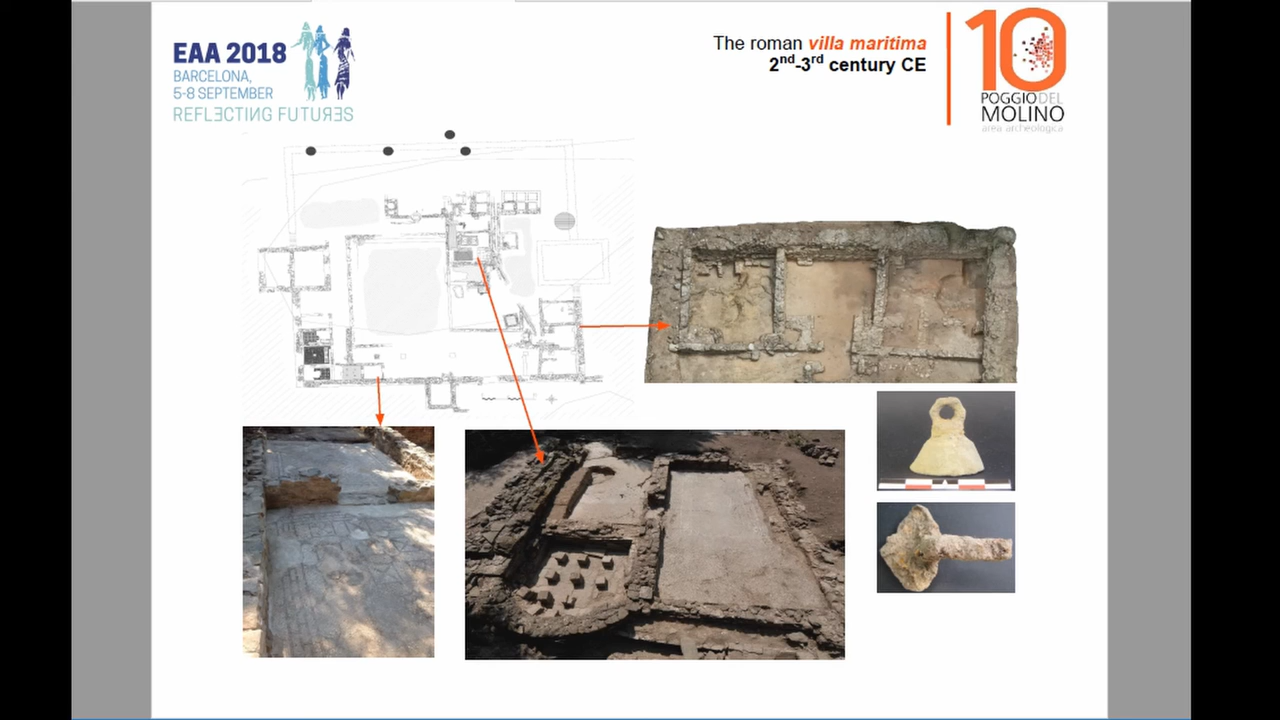 EAA 2018
BARCELONA,
5-8 SEPTEMBER
REFLECTING FUTURES
The roman villa maritima
2nd-3rd century CE
10
POGGIO DEL
MOLINO
area archeologica